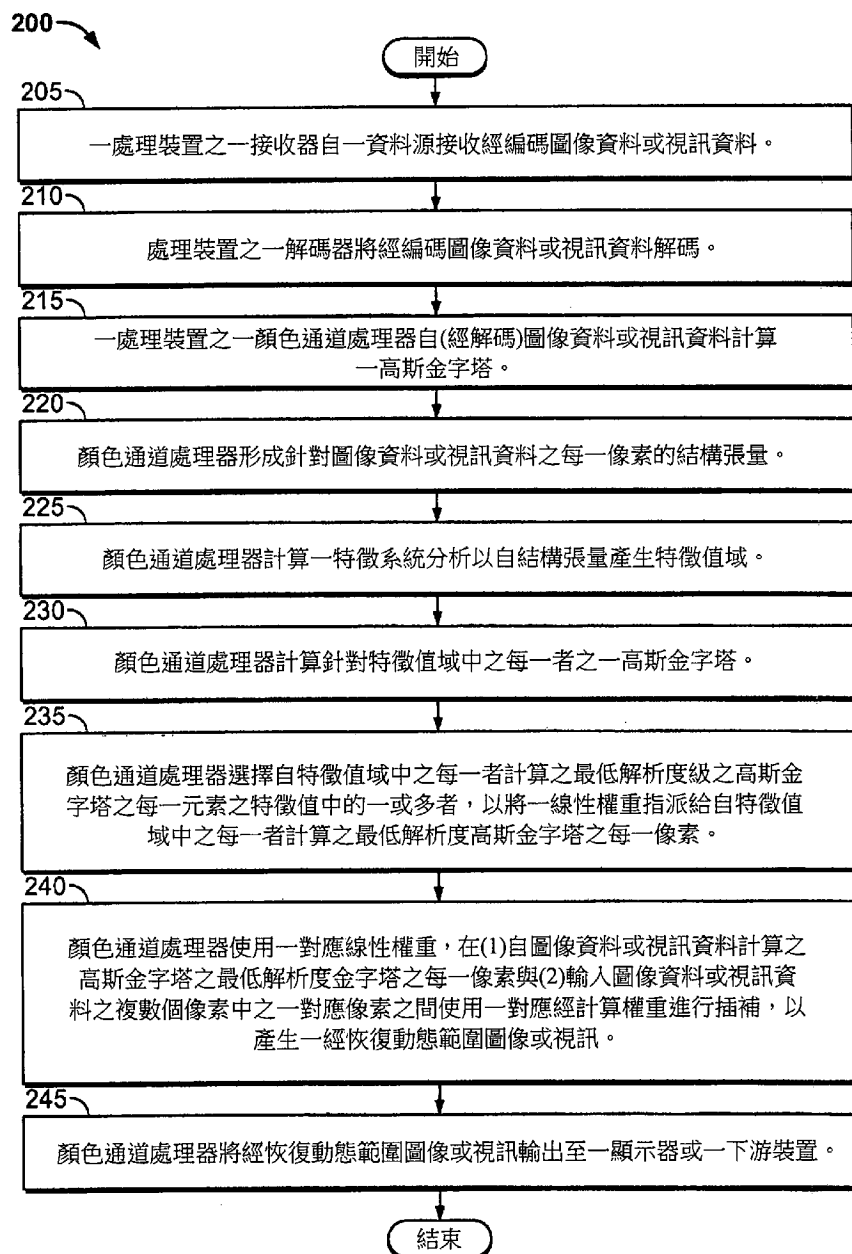 200
開始
205
一處理裝置之一接收器自一資料源接收經編碼圖像資料或視訊資料。
210
處理裝置之一解碼器將經編碼圖像資料或視訊資料解碼。
215
一處理裝置之一顏色通道處理器自(經解碼)圖像資料或視訊資料計算
一高斯金字塔。
220
顏色通道處理器形成針對圖像資料或視訊資料之每一像素的結構張量。
225
顏色通道處理器計算一特徵系統分析以自結構張量產生特徵值域。
230
顏色通道處理器計算針對特徵值域中之每一者之一高斯金字塔。
235
顏色通道處理器選擇自特徵值域中之每一者計算之最低解析度級之高斯金
字塔之每一元素之特徵值中的一或多者，以將一線性權重指派給自特徵值
域中之每一者計算之最低解析度高斯金字塔之每一像素。
240
顏色通道處理器使用一對應線性權重，在(1)自圖像資料或視訊資料計算之
高斯金字塔之最低解析度金字塔之每一像素與(2)輸入圖像資料或視訊資
料之複數個像素中之一對應像素之間使用一對應經計算權重進行插補，以
產生一經恢復動態範圍圖像或視訊。
245
顏色通道處理器將經恢復動態範圍圖像或視訊輸出至一顯示器或一下游裝置。
結束